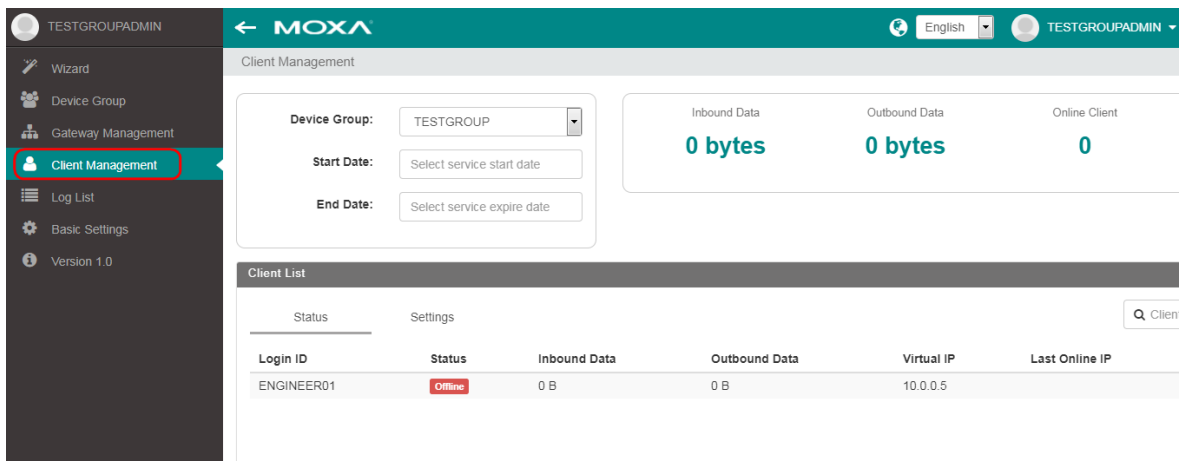 TESTGROUPADMIN
MOXA
English
TESTGROUPADMIN
Wizard
Device Group
Gateway Management
Client Management
Log List
Basic Settings
Version 1.0
Client Management
Device Group: TESTGROUP
Start Date: Select service start date
End Date: Select service expire date
Inbound Data Outbound Data Online Client
0 bytes 0 bytes 0
Client List
Status Settings
Client
Login ID Status Inbound Data Outbound Data Virtual IP Last Online IP
ENGINEER01 Offline 0 B 0 B 10.0.0.5